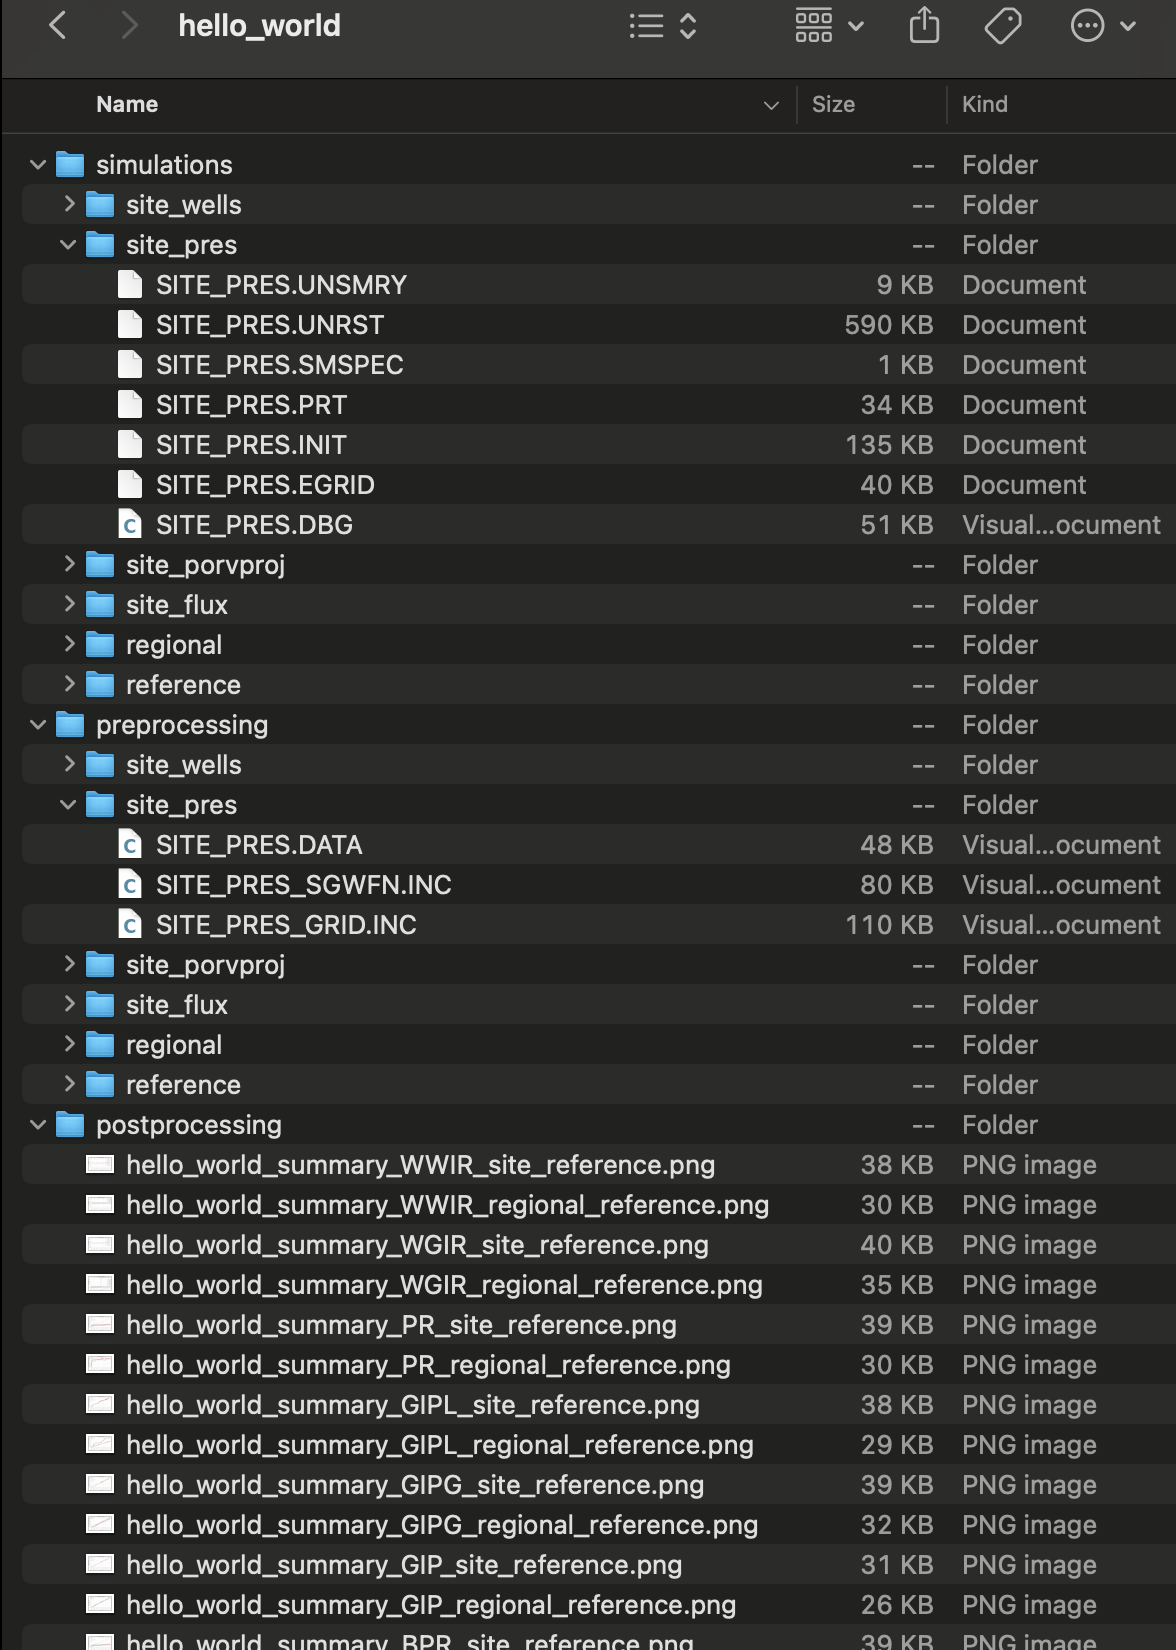 hello_world
Name Size Kind
simulations -- Folder
site_wells -- Folder
site_pres -- Folder
SITE_PRES.UNSMRY 9 KB Document
SITE_PRES.UNRST 590 KB Document
SITE_PRES.SMSPEC 1 KB Document
SITE_PRES.PRT 34 KB Document
SITE_PRES.INIT 135 KB Document
SITE_PRES.EGRID 40 KB Document
C SITE_PRES.DBG 51 KB Visual...ocument
site_porvproj -- Folder
site_flux -- Folder
regional -- Folder
reference -- Folder
preprocessing -- Folder
site_wells -- Folder
site_pres -- Folder
C SITE_PRES.DATA 48 KB Visual...ocument
C SITE_PRES_SGWFN.INC 80 KB Visual...ocument
C SITE_PRES_GRID.INC 110 KB Visual...ocument
site_porvproj -- Folder
site_flux -- Folder
regional -- Folder
reference -- Folder
postprocessing -- Folder
hello_world_summary_WWIR_site_reference.png 38 KB PNG image
hello_world_summary_WWIR_regional_reference.png 30 KB PNG image
hello_world_summary_WGIR_site_reference.png 40 KB PNG image
hello_world_summary_WGIR_regional_reference.png 35 KB PNG image
hello_world_summary_PR_site_reference.png 39 KB PNG image
hello_world_summary_PR_regional_reference.png 30 KB PNG image
hello_world_summary_GIPL_site_reference.png 38 KB PNG image
hello_world_summary_GIPL_regional_reference.png 29 KB PNG image
hello_world_summary_GIPG_site_reference.png 39 KB PNG image
hello_world_summary_GIPG_regional_reference.png 32 KB PNG image
hello_world_summary_GIP_site_reference.png 31 KB PNG image
hello_world_summary_GIP_regional_reference.png 26 KB PNG image
hello_world_summary_BPR_site_reference.png 39 KB PNG image